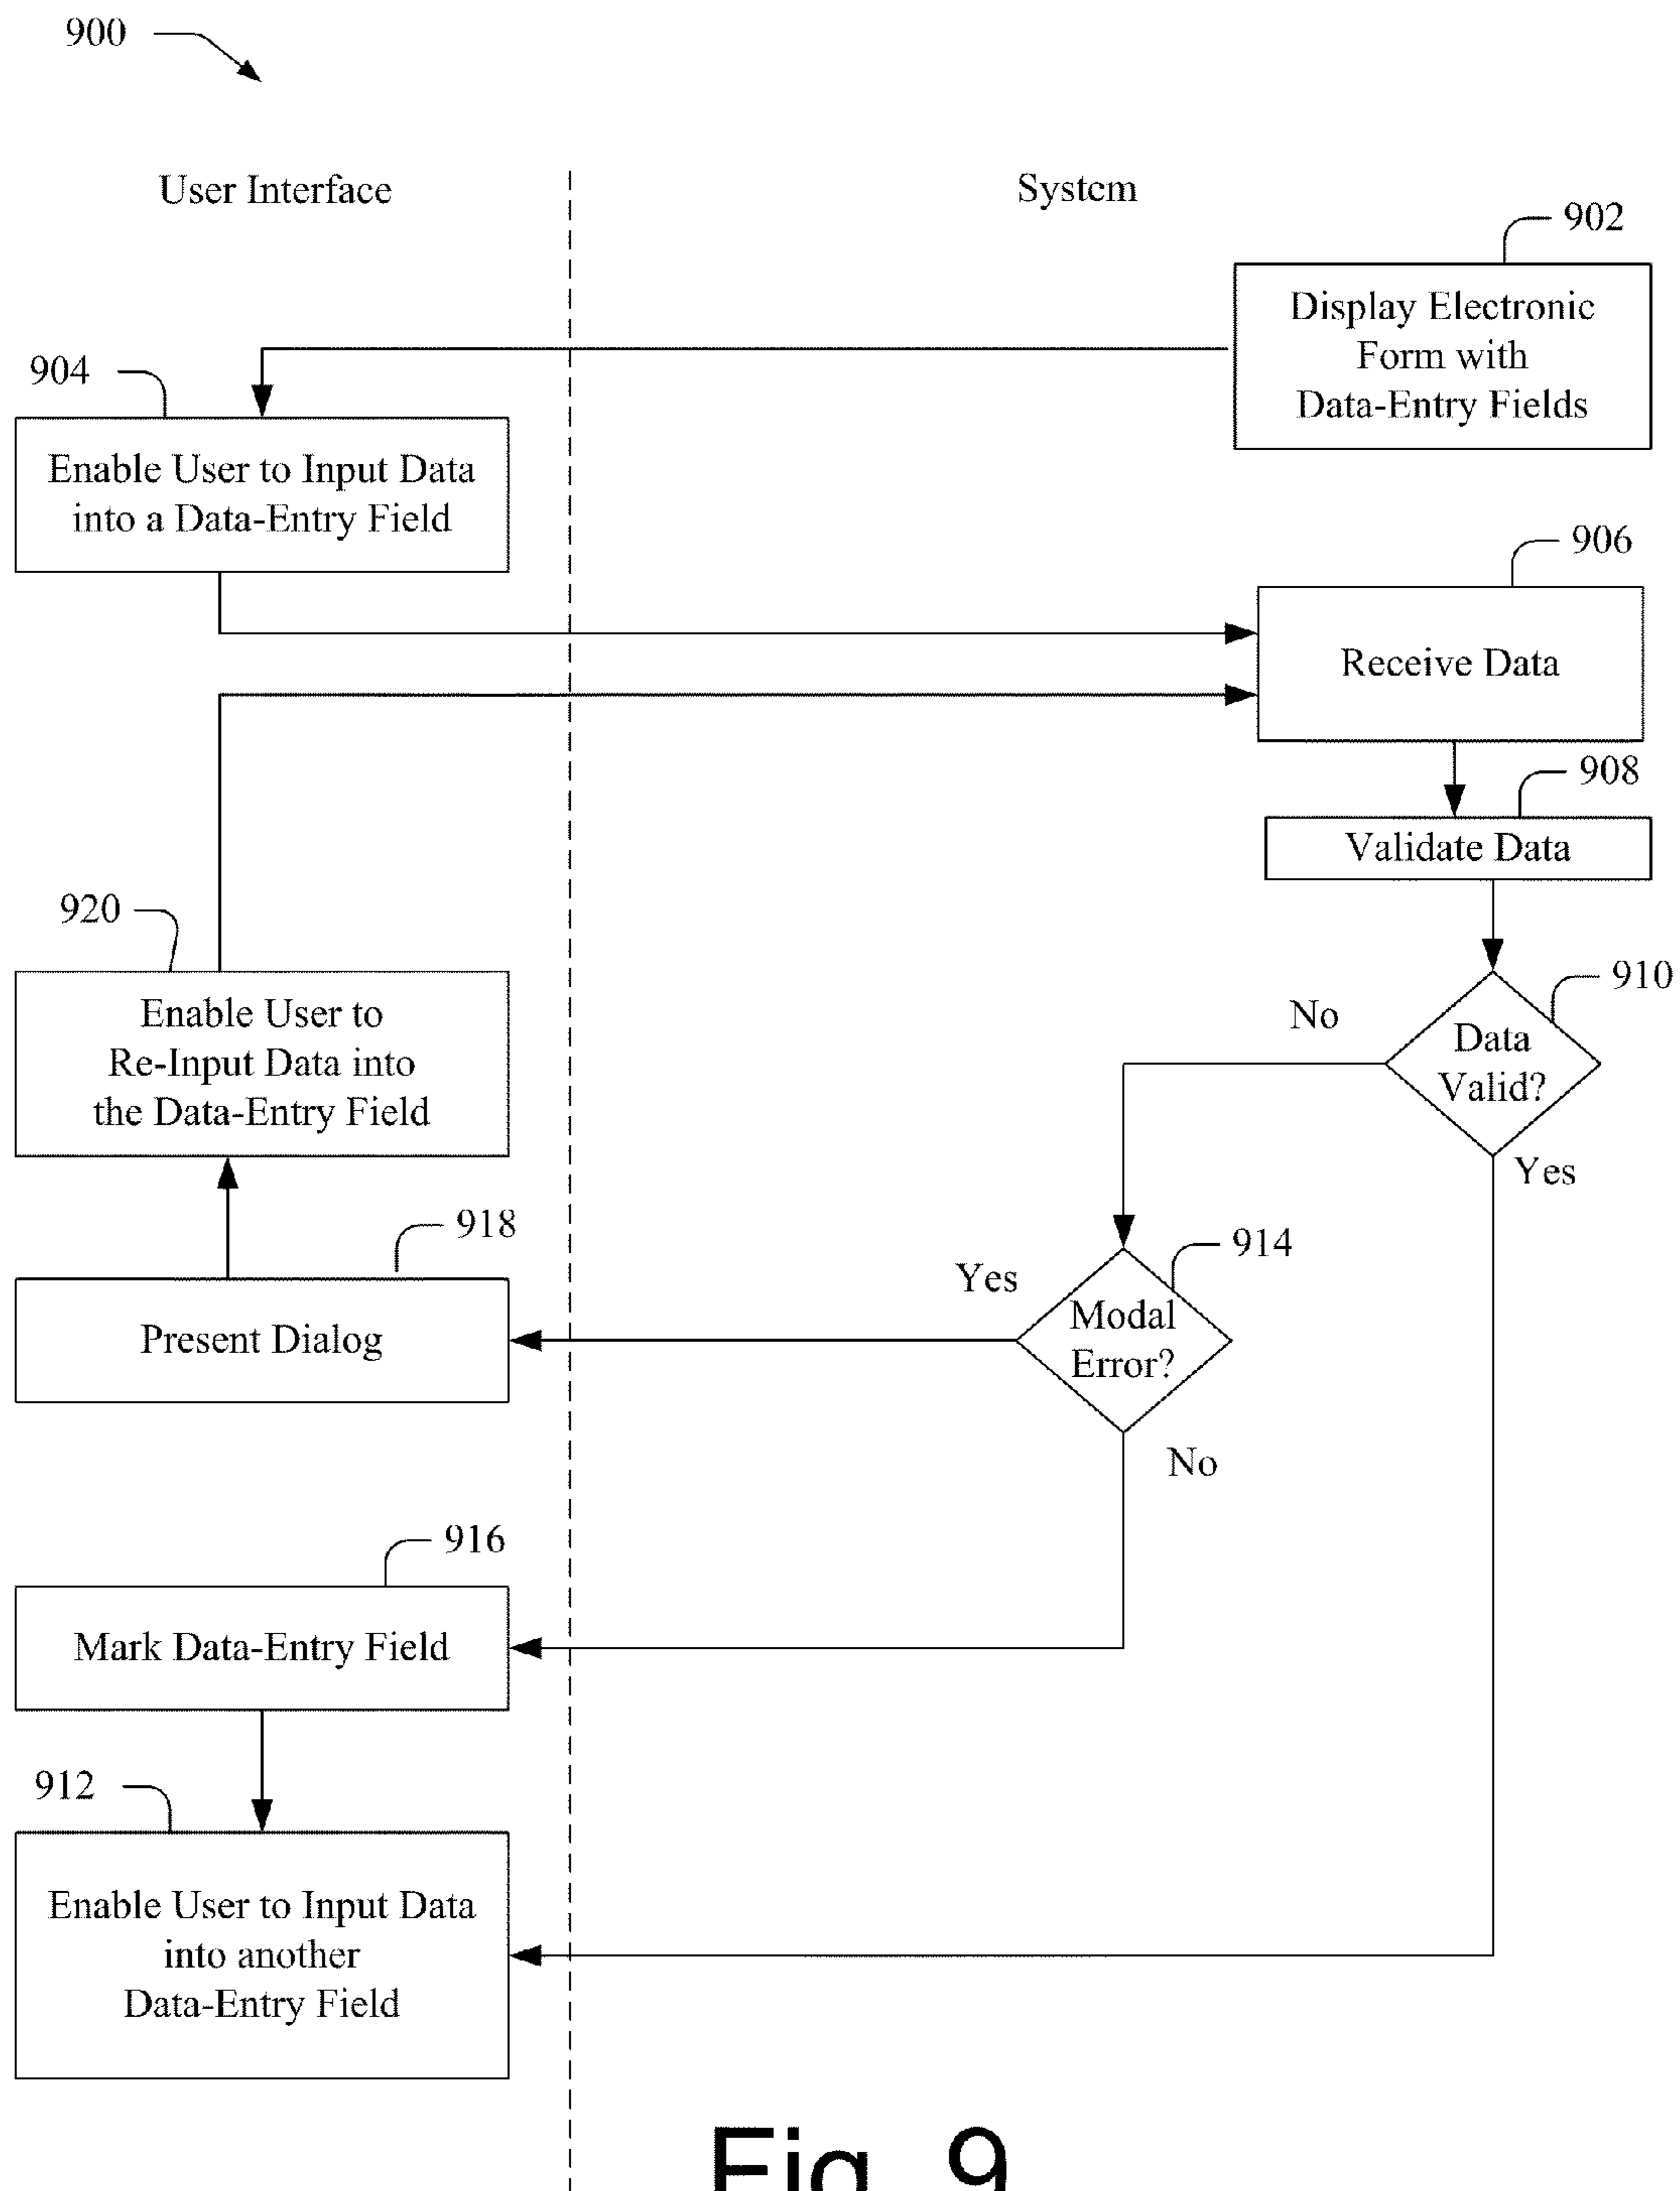 900
User Interface
System
902
Display Electronic
Form with
Data-Entry Fields
904
Enable User to Input Data
into a Data-Entry Field
906
Receive Data
908
Validate Data
920
Enable User to
Re-Input Data into
the Data-Entry Field
910
No
Data
Valid?
Yes
918
914
Yes
Modal
Error?
Present Dialog
No
916
Mark Data-Entry Field
912
Enable User to Input Data
into another
Data-Entry Field
Fig. 9